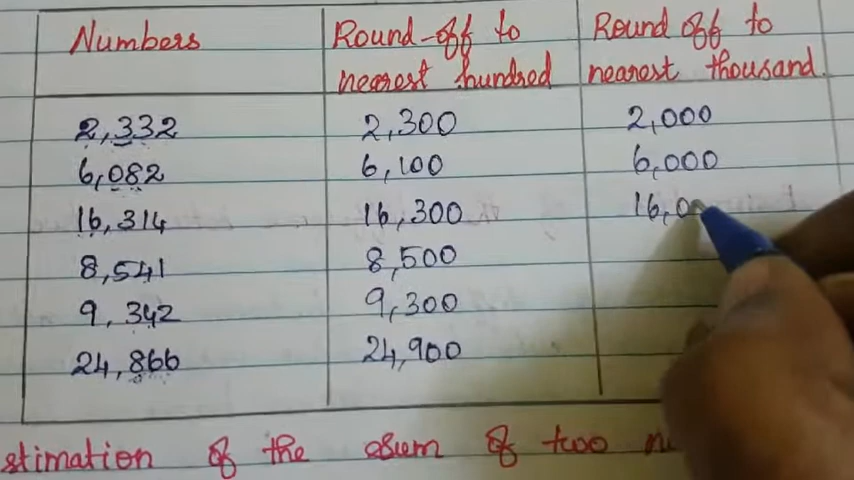 Numbers Round-off to nearest hundred Round off to nearest thousand.
2,332 2,300 2,000
6,082 6,100 6,000
16,314 16,300 16,0
8,541 8,500
9,342 9,300
24,866 24,900
stimation of the sum of two